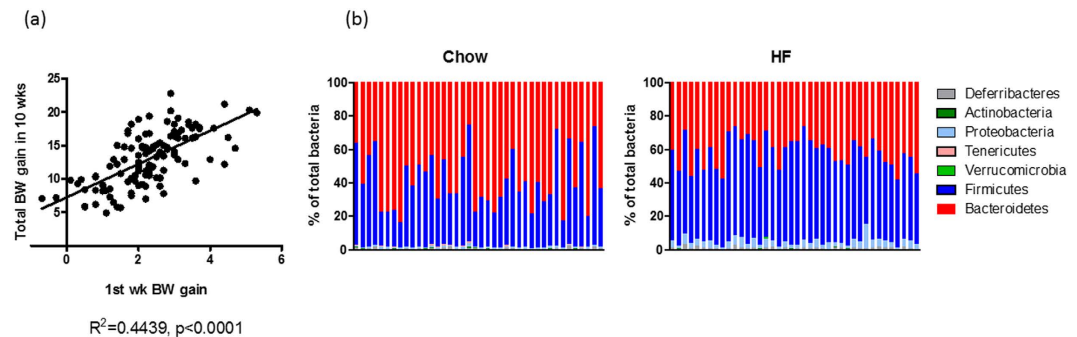 (a)
(b)
Total BW gain in 10 wks
25
20
15
10
5
0
2
4
6
1st wk BW gain
R²=0.4439, p<0.0001
Chow
% of total bacteria
100
80
60
40
20
0
HF
% of total bacteria
100
80
60
40
20
0
Deferribacteres
Actinobacteria
Proteobacteria
Tenericutes
Verrucomicrobia
Firmicutes
Bacteroidetes